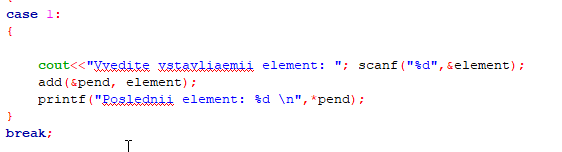 case 1:
{
cout<<"Vvedite vstavliaemii element: "; scanf("%d",&element);
add(&pend, element);
printf("Poslednii element: %d \n",*pend);
}
break;